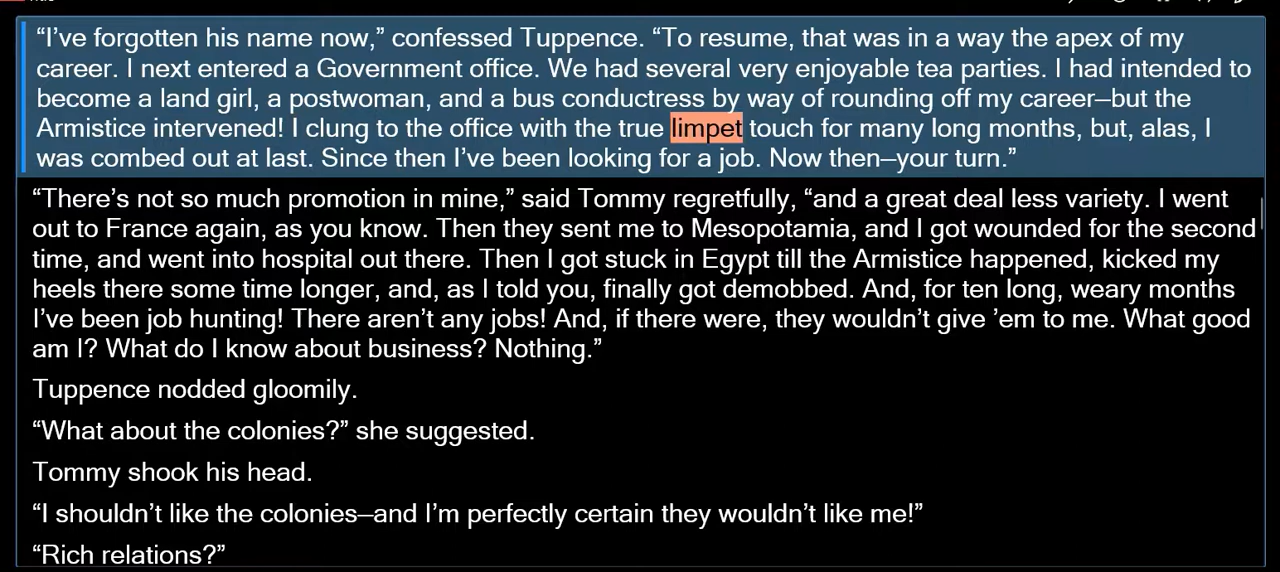 “I’ve forgotten his name now,” confessed Tuppence. “To resume, that was in a way the apex of my
career. I next entered a Government office. We had several very enjoyable tea parties. I had intended to
become a land girl, a postwoman, and a bus conductress by way of rounding off my career—but the
Armistice intervened! I clung to the office with the true limpet touch for many long months, but, alas, I
was combed out at last. Since then I’ve been looking for a job. Now then—your turn.”
“There’s not so much promotion in mine,” said Tommy regretfully, “and a great deal less variety. I went
out to France again, as you know. Then they sent me to Mesopotamia, and I got wounded for the second
time, and went into hospital out there. Then I got stuck in Egypt till the Armistice happened, kicked my
heels there some time longer, and, as I told you, finally got demobbed. And, for ten long, weary months
I’ve been job hunting! There aren’t any jobs! And, if there were, they wouldn’t give ’em to me. What good
am I? What do I know about business? Nothing.”
Tuppence nodded gloomily.
“What about the colonies?” she suggested.
Tommy shook his head.
“I shouldn’t like the colonies—and I’m perfectly certain they wouldn’t like me!”
“Rich relations?”